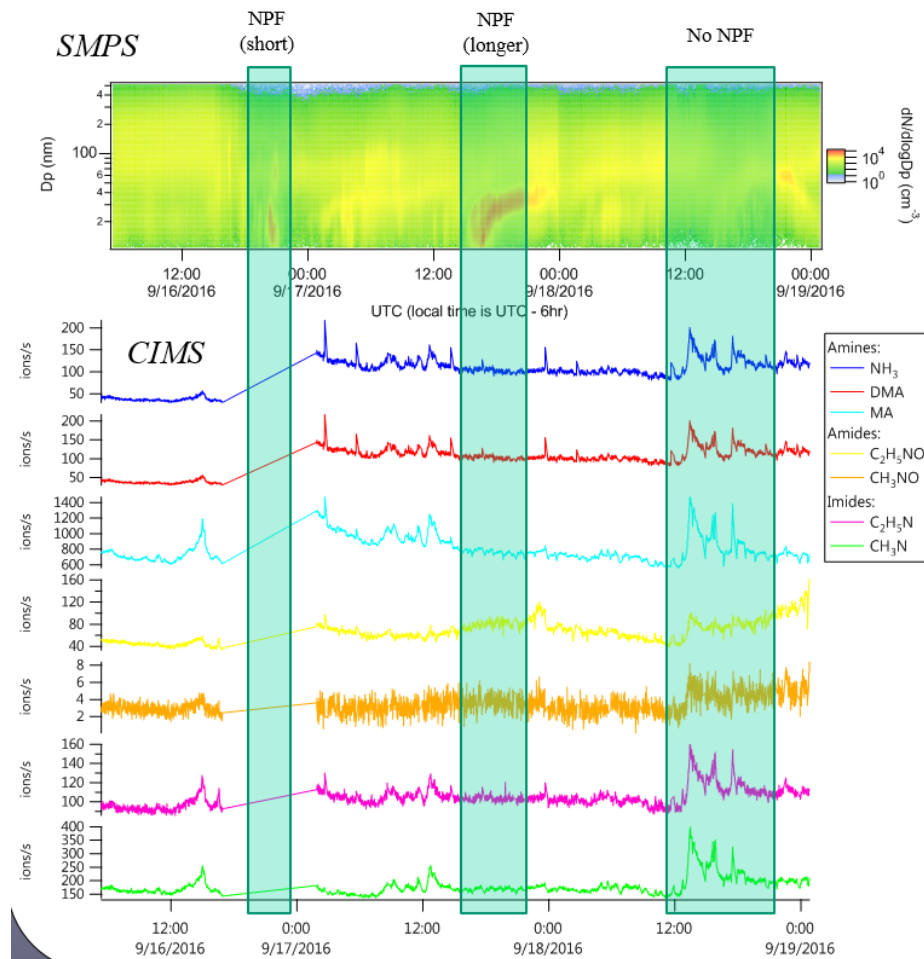 NPF
(short)
NPF
(longer)
No NPF
SMPS
Dp (nm)
4
2
100
6
4
2
10⁴
10⁰
dN/dlogDp (cm⁻³)
12:00
9/16/2016
00:00
9/17/2016
12:00
00:00
9/18/2016
12:00
00:00
9/19/2016
UTC (local time is UTC - 6hr)
CIMS
ions/s
200
150
100
50
ions/s
200
150
100
50
ions/s
1400
1200
1000
800
600
ions/s
160
120
80
40
ions/s
8
6
4
2
ions/s
160
140
120
100
ions/s
400
350
300
250
200
150
Amines:
NH₃
DMA
MA
Amides:
C₂H₅NO
CH₃NO
Imides:
C₂H₅N
CH₃N
12:00
9/16/2016
0:00
9/17/2016
12:00
0:00
9/18/2016
12:00
0:00
9/19/2016